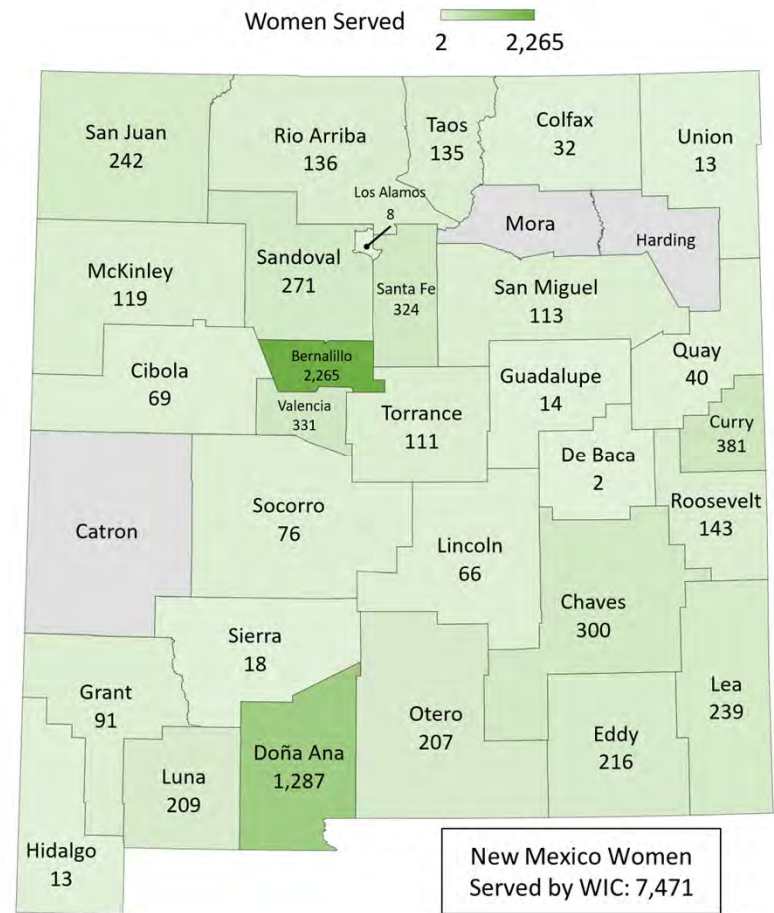 Women Served
2 2,265
San Juan
242
Rio Arriba
136
Taos
135
Colfax
32
Union
13
Los Alamos
8
Mora
Harding
McKinley
119
Sandoval
271
Santa Fe
324
San Miguel
113
Cibola
69
Bernalillo
2,265
Valencia
331
Torrance
111
Guadalupe
14
Quay
40
Curry
381
De Baca
2
Roosevelt
143
Catron
Socorro
76
Lincoln
66
Chaves
300
Sierra
18
Grant
91
Luna
209
Doña Ana
1,287
Otero
207
Eddy
216
Lea
239
Hidalgo
13
New Mexico Women
Served by WIC: 7,471